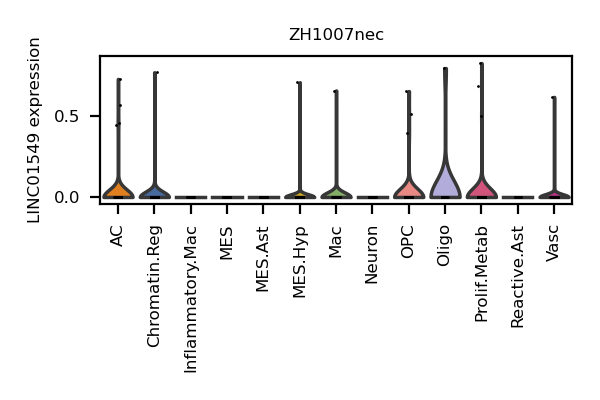 ZH1007nec
LINC01549 expression
0.5
0.0
AC
Chromatin.Reg
Inflammatory.Mac
MES
MES.Ast
MES.Hyp
Mac
Neuron
OPC
Oligo
Prolif.Metab
Reactive.Ast
Vasc